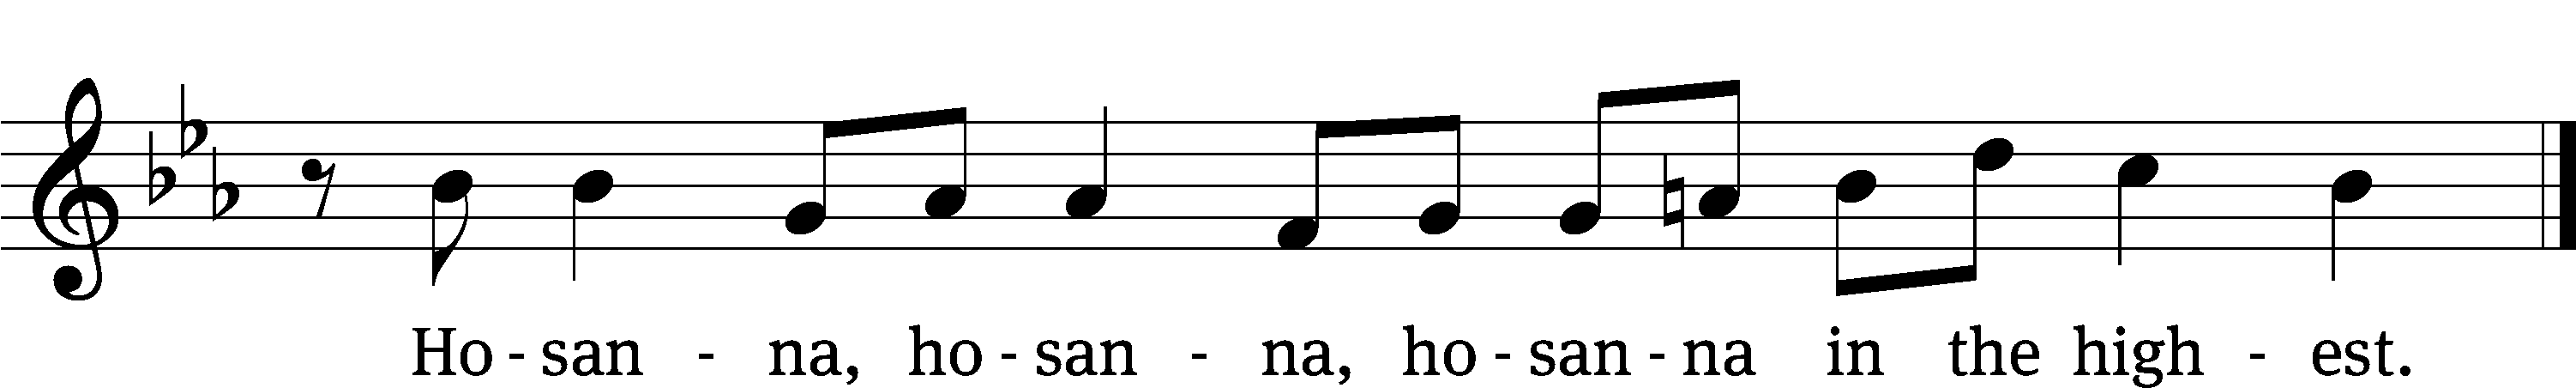 Ho - san - na, ho - san - na, ho - san - na in the high - est.